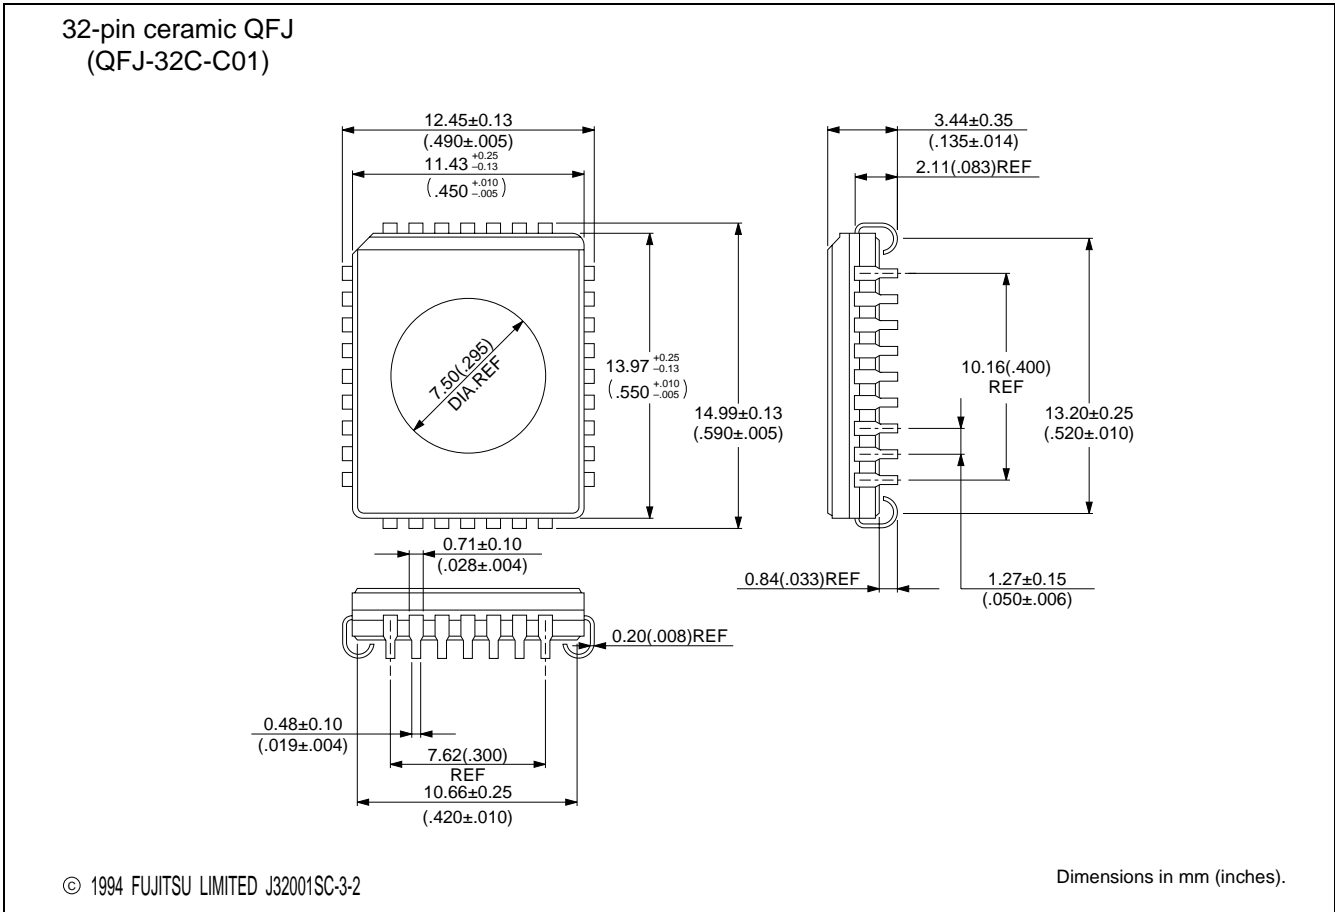 32-pin ceramic QFJ
(QFJ-32C-C01)
12.45±0.13
(.490±.005)
11.43 +0.25 –0.13
(.450 +.010 –.005)
3.44±0.35
(.135±.014)
2.11(.083)REF
7.50(.295)
DIA.REF
13.97 +0.25 –0.13
(.550 +.010 –.005)
14.99±0.13
(.590±.005)
10.16(.400)
REF
13.20±0.25
(.520±.010)
0.71±0.10
(.028±.004)
0.84(.033)REF
1.27±0.15
(.050±.006)
0.20(.008)REF
0.48±0.10
(.019±.004)
7.62(.300)
REF
10.66±0.25
(.420±.010)
© 1994 FUJITSU LIMITED J32001SC-3-2
Dimensions in mm (inches).